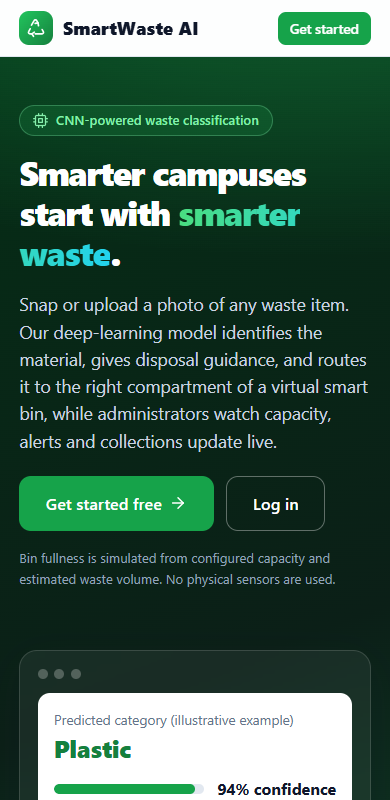 SmartWaste AI
Get started
CNN-powered waste classification
Smarter campuses
start with smarter
waste.
Snap or upload a photo of any waste item.
Our deep-learning model identifies the
material, gives disposal guidance, and routes
it to the right compartment of a virtual smart
bin, while administrators watch capacity,
alerts and collections update live.
Get started free →
Log in
Bin fullness is simulated from configured capacity and
estimated waste volume. No physical sensors are used.
Predicted category (illustrative example)
Plastic
94% confidence